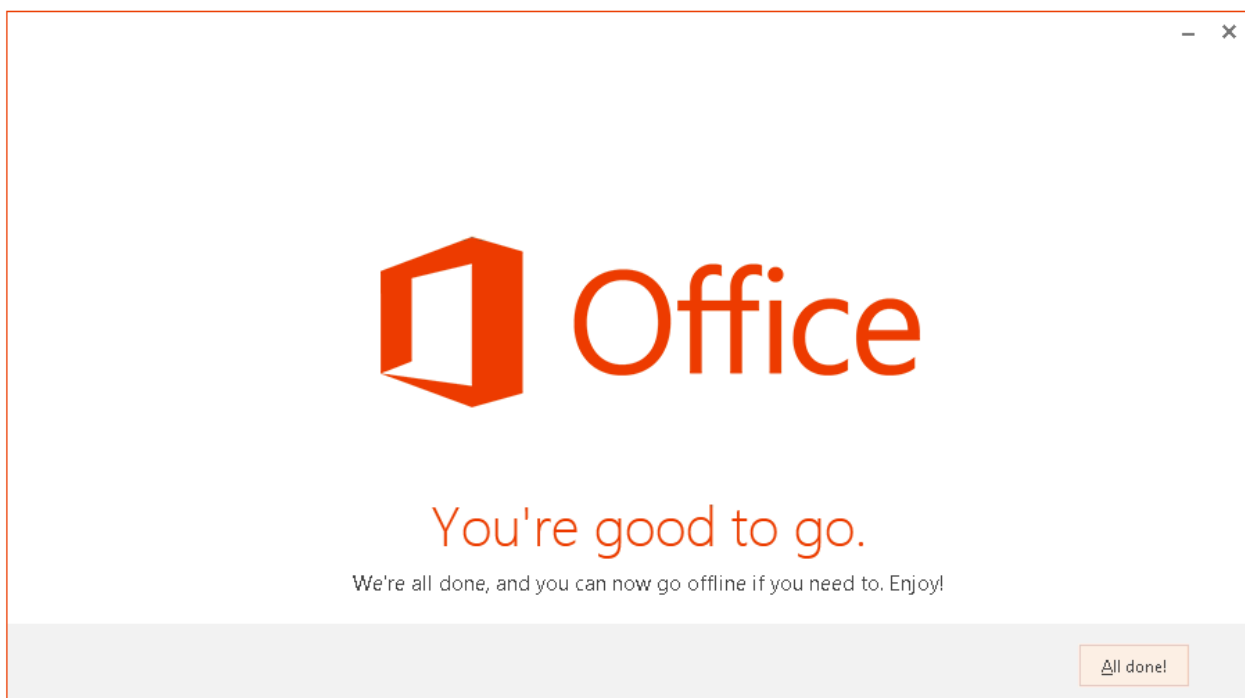 Office
You're good to go.
We're all done, and you can now go offline if you need to. Enjoy!
All done!